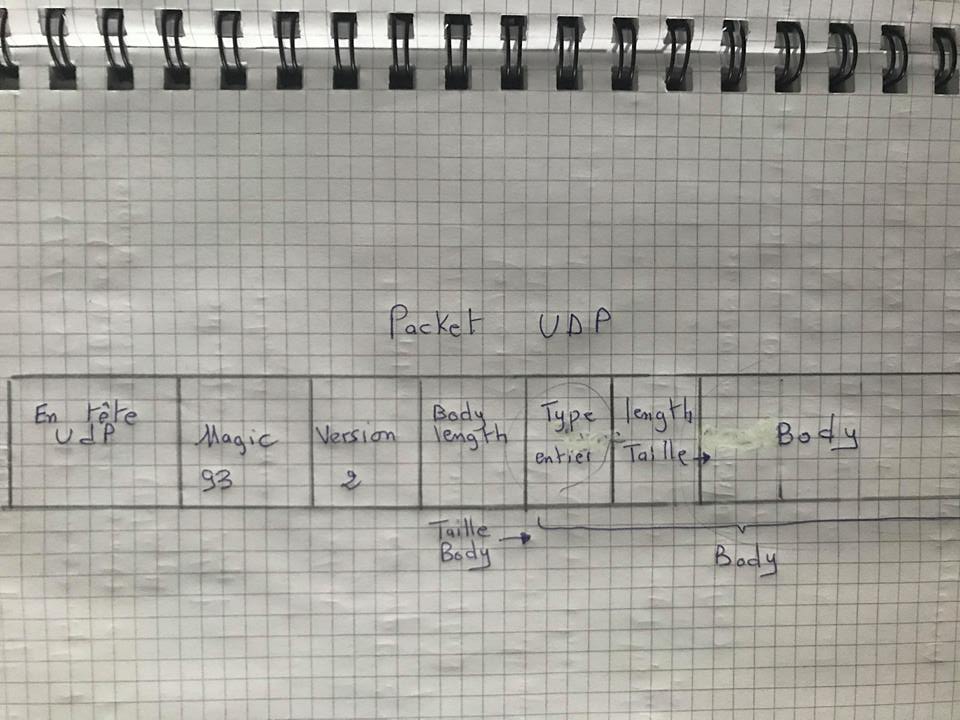 Packet UDP
En tête
UdP
Magic
93
Version
2
Body
length
Type
entier
length
Taille
Body
Taille
Body
Body